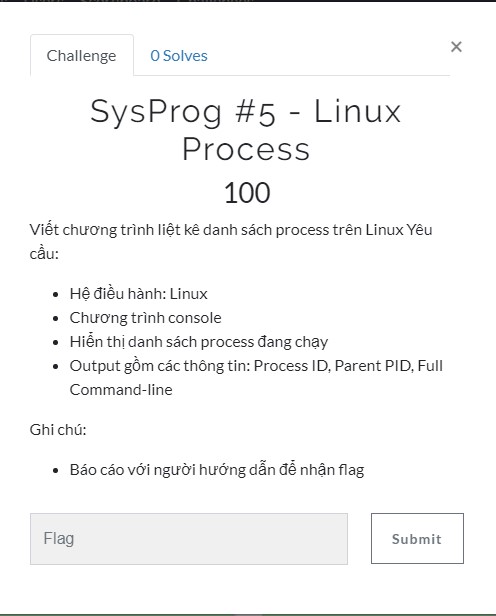 Challenge
0 Solves
×
SysProg #5 - Linux
Process
100
Viết chương trình liệt kê danh sách process trên Linux Yêu
cầu:
• Hệ điều hành: Linux
• Chương trình console
• Hiển thị danh sách process đang chạy
• Output gồm các thông tin: Process ID, Parent PID, Full
Command-line
Ghi chú:
• Báo cáo với người hướng dẫn để nhận flag
Flag
Submit